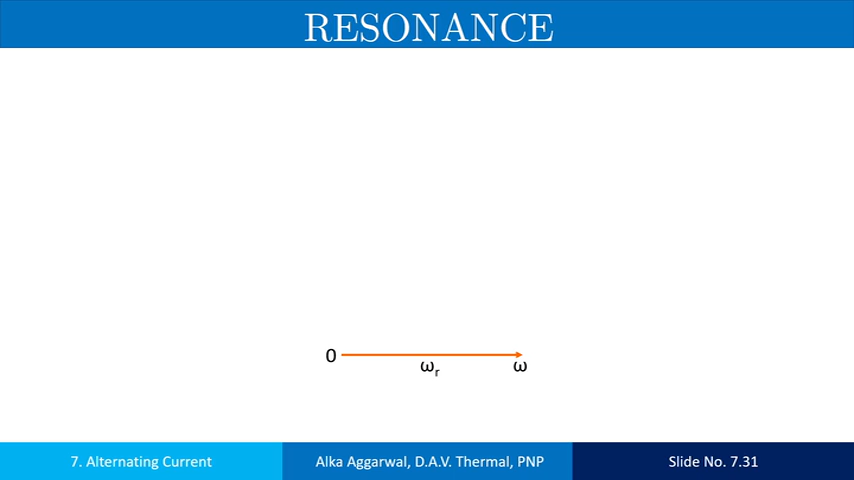 RESONANCE
0
ωr
ω
7. Alternating Current
Alka Aggarwal, D.A.V. Thermal, PNP
Slide No. 7.31